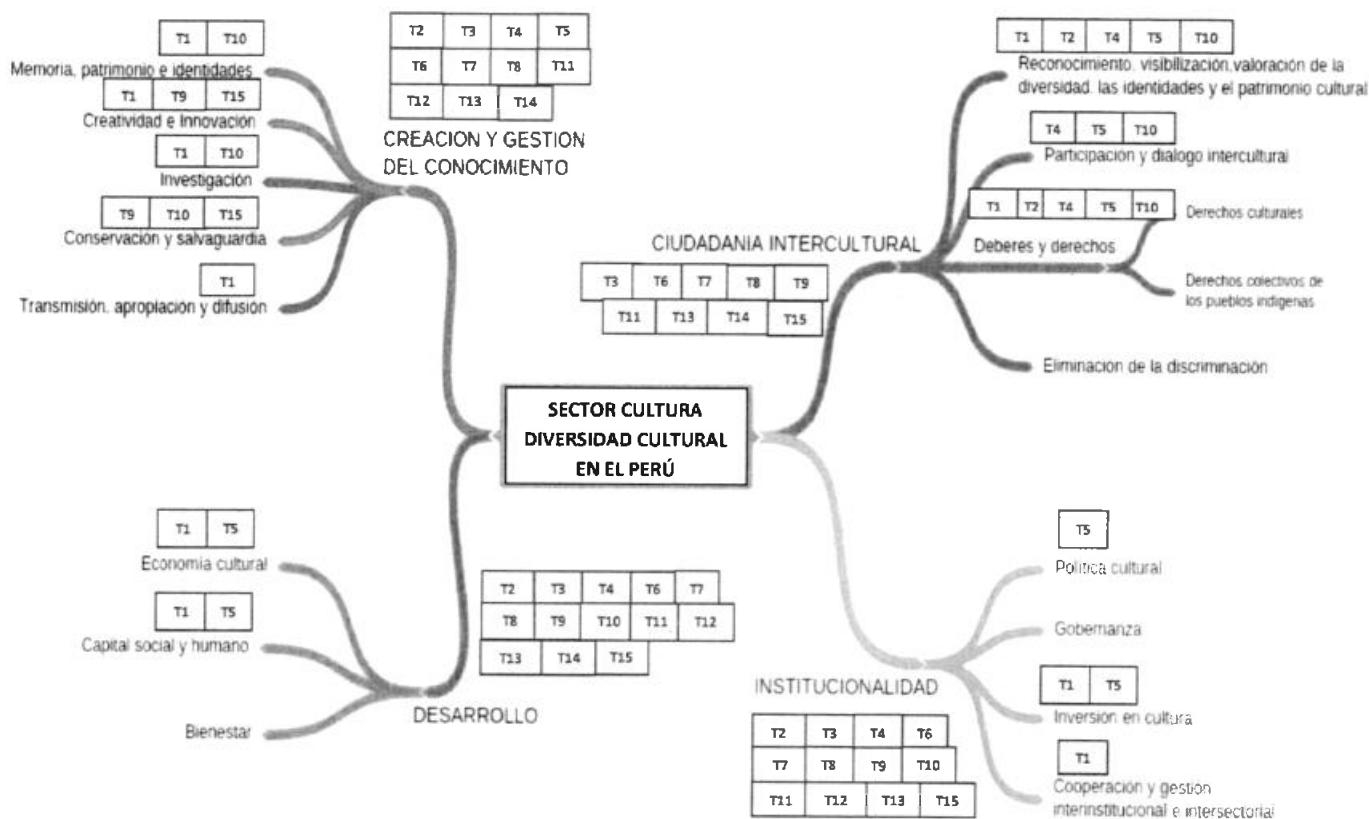 T1 T10
Memoria, patrimonio e identidades
T1 T9 T15
Creatividad e Innovación
T1 T10
Investigación
T9 T10 T15
Conservación y salvaguardia
T1
Transmisión, apropiación y difusión
T2 T3 T4 T5
T6 T7 T8 T11
T12 T13 T14
CREACION Y GESTION
DEL CONOCIMIENTO
T1 T2 T4 T5 T10
Reconocimiento, visibilización, valoración de la
diversidad, las identidades y el patrimonio cultural
T4 T5 T10
Participación y dialogo intercultural
T1 T2 T4 T5 T10
Derechos culturales
Deberes y derechos
Derechos colectivos de
los pueblos indigenas
Eliminación de la discriminación
CIUDADANIA INTERCULTURAL
T3 T6 T7 T8 T9
T11 T13 T14 T15
SECTOR CULTURA
DIVERSIDAD CULTURAL
EN EL PERÚ
T1 T5
Economía cultural
T1 T5
Capital social y humano
Bienestar
T2 T3 T4 T6 T7
T8 T9 T10 T11 T12
T13 T14 T15
DESARROLLO
T5
Política cultural
Gobernanza
T1 T5
Inversión en cultura
T1
Cooperación y gestión
interinstitucional e intersectorial
INSTITUCIONALIDAD
T2 T3 T4 T6
T7 T8 T9 T10
T11 T12 T13 T15